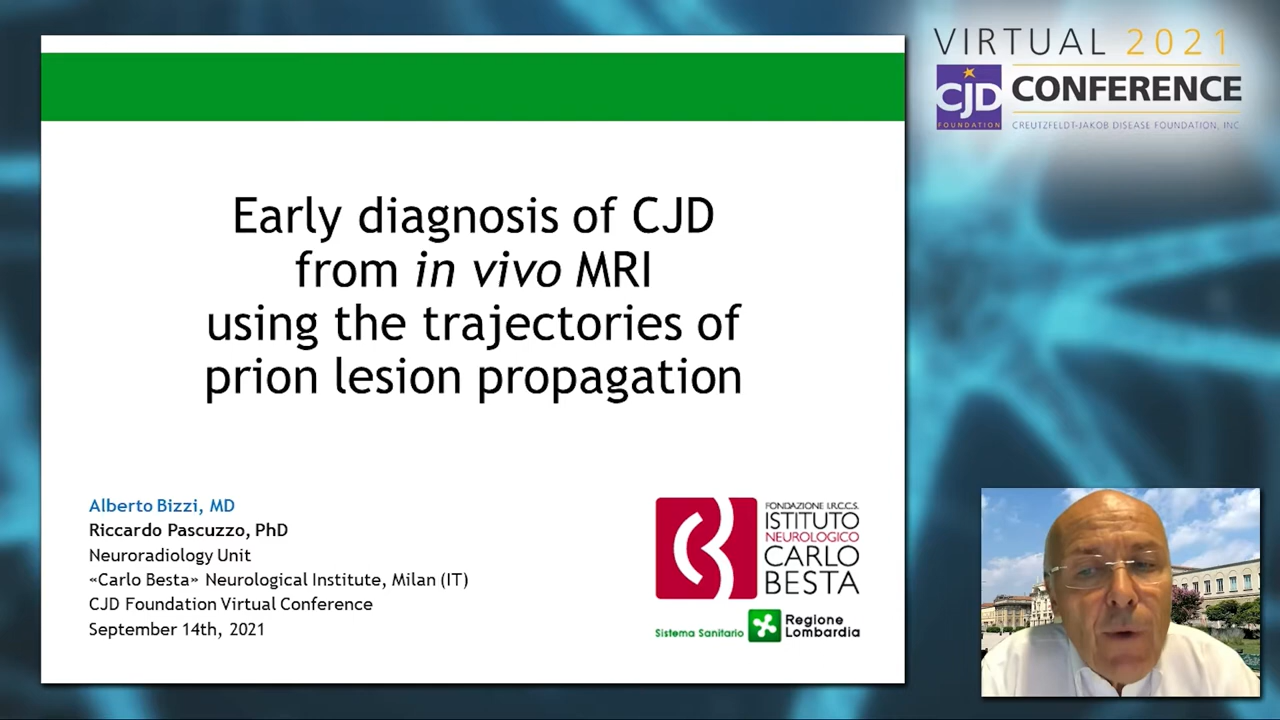 VIRTUAL 2021
CJD
FOUNDATION
CONFERENCE
CREUTZFELDT-JAKOB DISEASE FOUNDATION, INC
Early diagnosis of CJD
from in vivo MRI
using the trajectories of
prion lesion propagation
Alberto Bizzi, MD
Riccardo Pascuzzo, PhD
Neuroradiology Unit
«Carlo Besta» Neurological Institute, Milan (IT)
CJD Foundation Virtual Conference
September 14th, 2021
FONDAZIONE I.R.C.C.S.
ISTITUTO
NEUROLOGICO
CARLO
BESTA
Sistema Sanitario
Regione
Lombardia